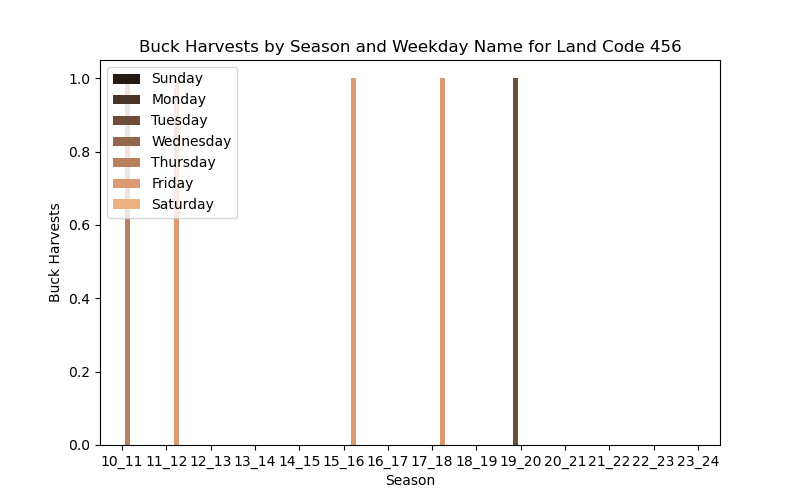 Buck Harvests by Season and Weekday Name for Land Code 456
Sunday
Monday
Tuesday
Wednesday
Thursday
Friday
Saturday
1.0
0.8
0.6
0.4
0.2
0.0
Buck Harvests
10_11 11_12 12_13 13_14 14_15 15_16 16_17 17_18 18_19 19_20 20_21 21_22 22_23 23_24
Season